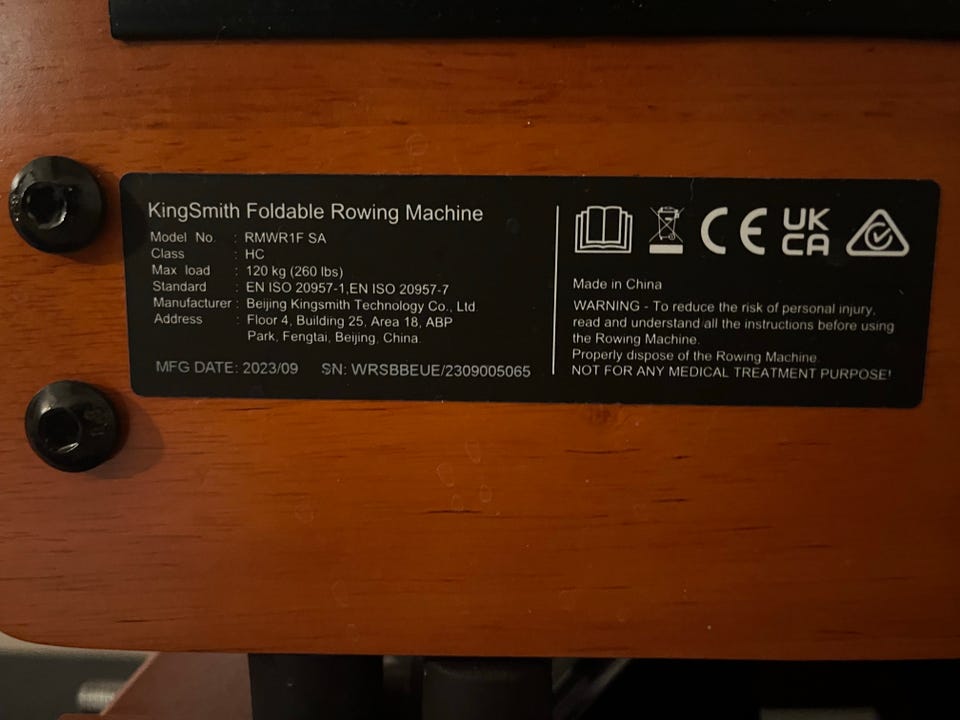 KingSmith Foldable Rowing Machine
Model No. : RMWR1F SA
Class : HC
Max load : 120 kg (260 lbs)
Standard : EN ISO 20957-1,EN ISO 20957-7
Manufacturer : Beijing Kingsmith Technology Co., Ltd.
Address : Floor 4, Building 25, Area 18, ABP
Park, Fengtai, Beijing, China.
MFG DATE: 2023/09 SN: WRSBBEUE/2309005065
CE UK
CA
Made in China
WARNING - To reduce the risk of personal injury,
read and understand all the instructions before using
the Rowing Machine.
Properly dispose of the Rowing Machine.
NOT FOR ANY MEDICAL TREATMENT PURPOSE!